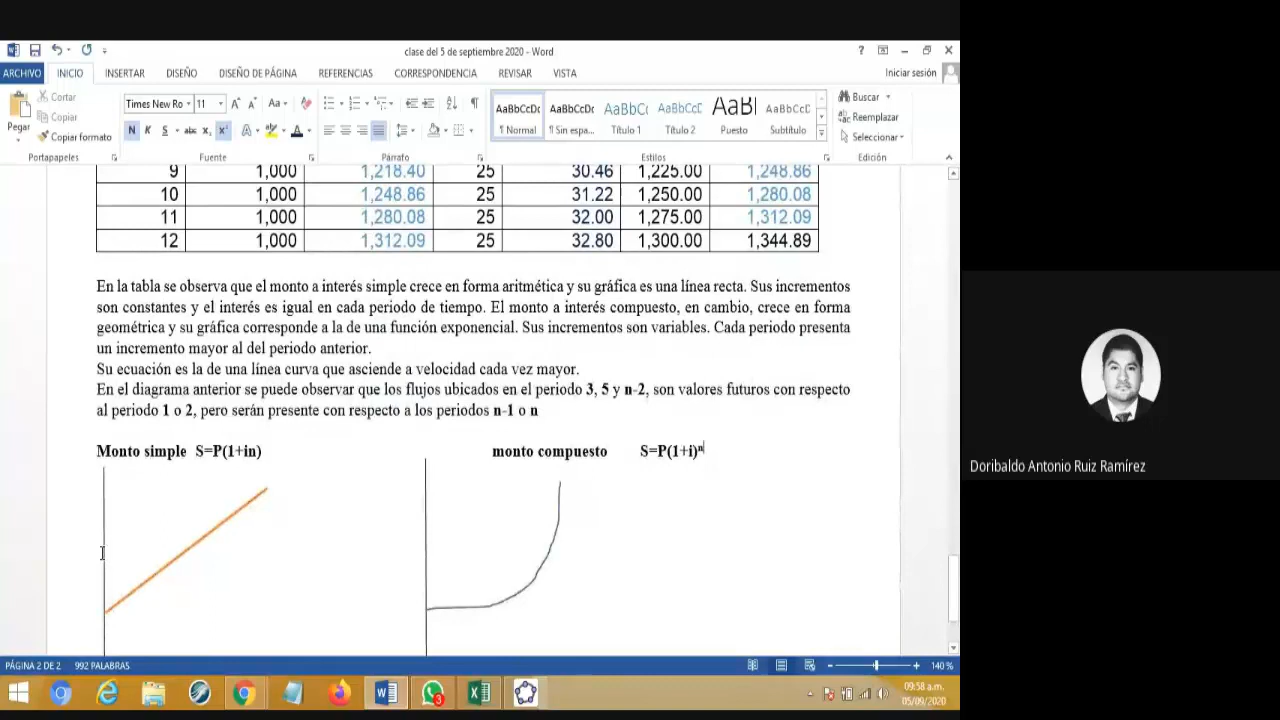 clase del 5 de septiembre 2020 - Word
ARCHIVO INICIO INSERTAR DISEÑO DISEÑO DE PÁGINA REFERENCIAS CORRESPONDENCIA REVISAR VISTA Iniciar sesión
Pegar
Cortar
Copiar
Copiar formato
Portapapeles
Times New Ro 11
N K S abc x₂ x²
Fuente
Párrafo
AaBbCcDc AaBbCcDc AaBbCc AaBbCcC AaBl AaBbCcC
¶ Normal ¶ Sin espa... Título 1 Título 2 Puesto Subtítulo
Estilos
Buscar
Reemplazar
Seleccionar
Edición
9 1,000 1,218.40 25 30.46 1,225.00 1,248.86
10 1,000 1,248.86 25 31.22 1,250.00 1,280.08
11 1,000 1,280.08 25 32.00 1,275.00 1,312.09
12 1,000 1,312.09 25 32.80 1,300.00 1,344.89
En la tabla se observa que el monto a interés simple crece en forma aritmética y su gráfica es una línea recta. Sus incrementos
son constantes y el interés es igual en cada periodo de tiempo. El monto a interés compuesto, en cambio, crece en forma
geométrica y su gráfica corresponde a la de una función exponencial. Sus incrementos son variables. Cada periodo presenta
un incremento mayor al del periodo anterior.
Su ecuación es la de una línea curva que asciende a velocidad cada vez mayor.
En el diagrama anterior se puede observar que los flujos ubicados en el periodo 3, 5 y n-2, son valores futuros con respecto
al periodo 1 o 2, pero serán presente con respecto a los periodos n-1 o n
Monto simple S=P(1+in) monto compuesto S=P(1+i)ⁿ
PÁGINA 2 DE 2 992 PALABRAS 140 %
3
09:58 a.m.
05/09/2020
Doribaldo Antonio Ruiz Ramírez